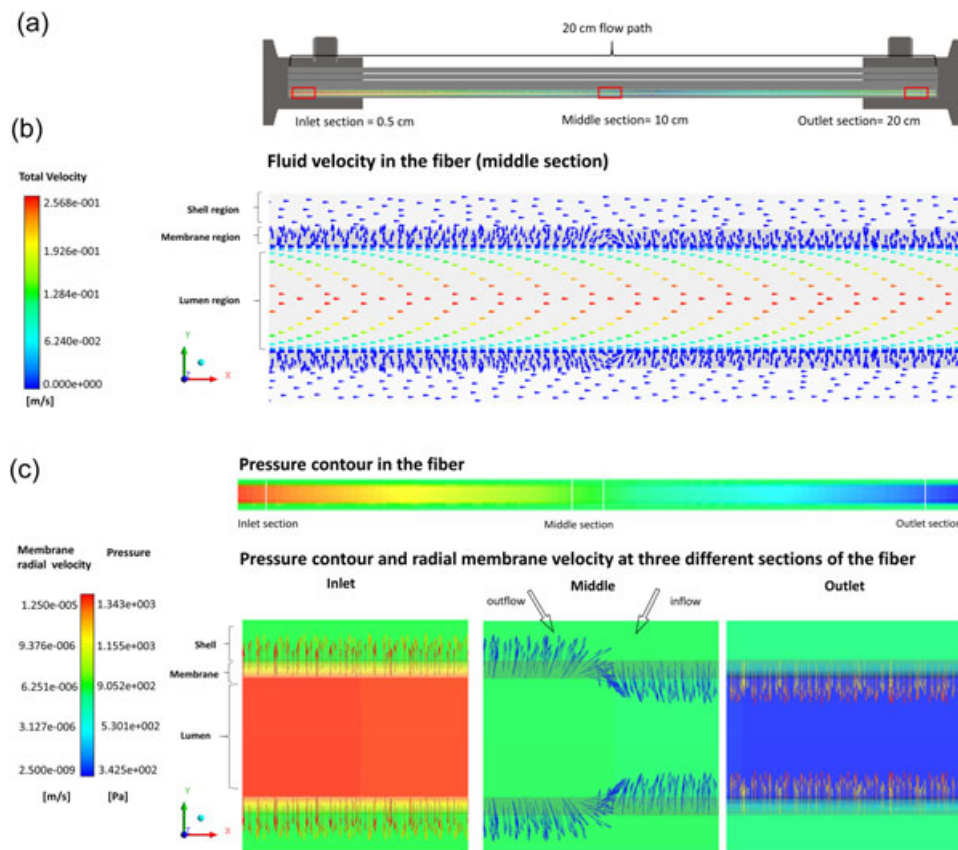 (a)
20 cm flow path
Inlet section = 0.5 cm
Middle section= 10 cm
Outlet section= 20 cm
(b)
Fluid velocity in the fiber (middle section)
Total Velocity
2.568e-001
1.926e-001
1.284e-001
6.240e-002
0.000e+000
[m/s]
Shell region
Membrane region
Lumen region
Y
X
(c)
Pressure contour in the fiber
Inlet section
Middle section
Outlet section
Pressure contour and radial membrane velocity at three different sections of the fiber
Membrane
radial velocity
Pressure
1.250e-005
1.343e+003
9.376e-006
1.155e+003
6.251e-006
9.052e+002
3.127e-006
5.301e+002
2.500e-009
3.425e+002
[m/s]
[Pa]
Inlet
Middle
Outlet
outflow
inflow
Shell
Membrane
Lumen
Y
X